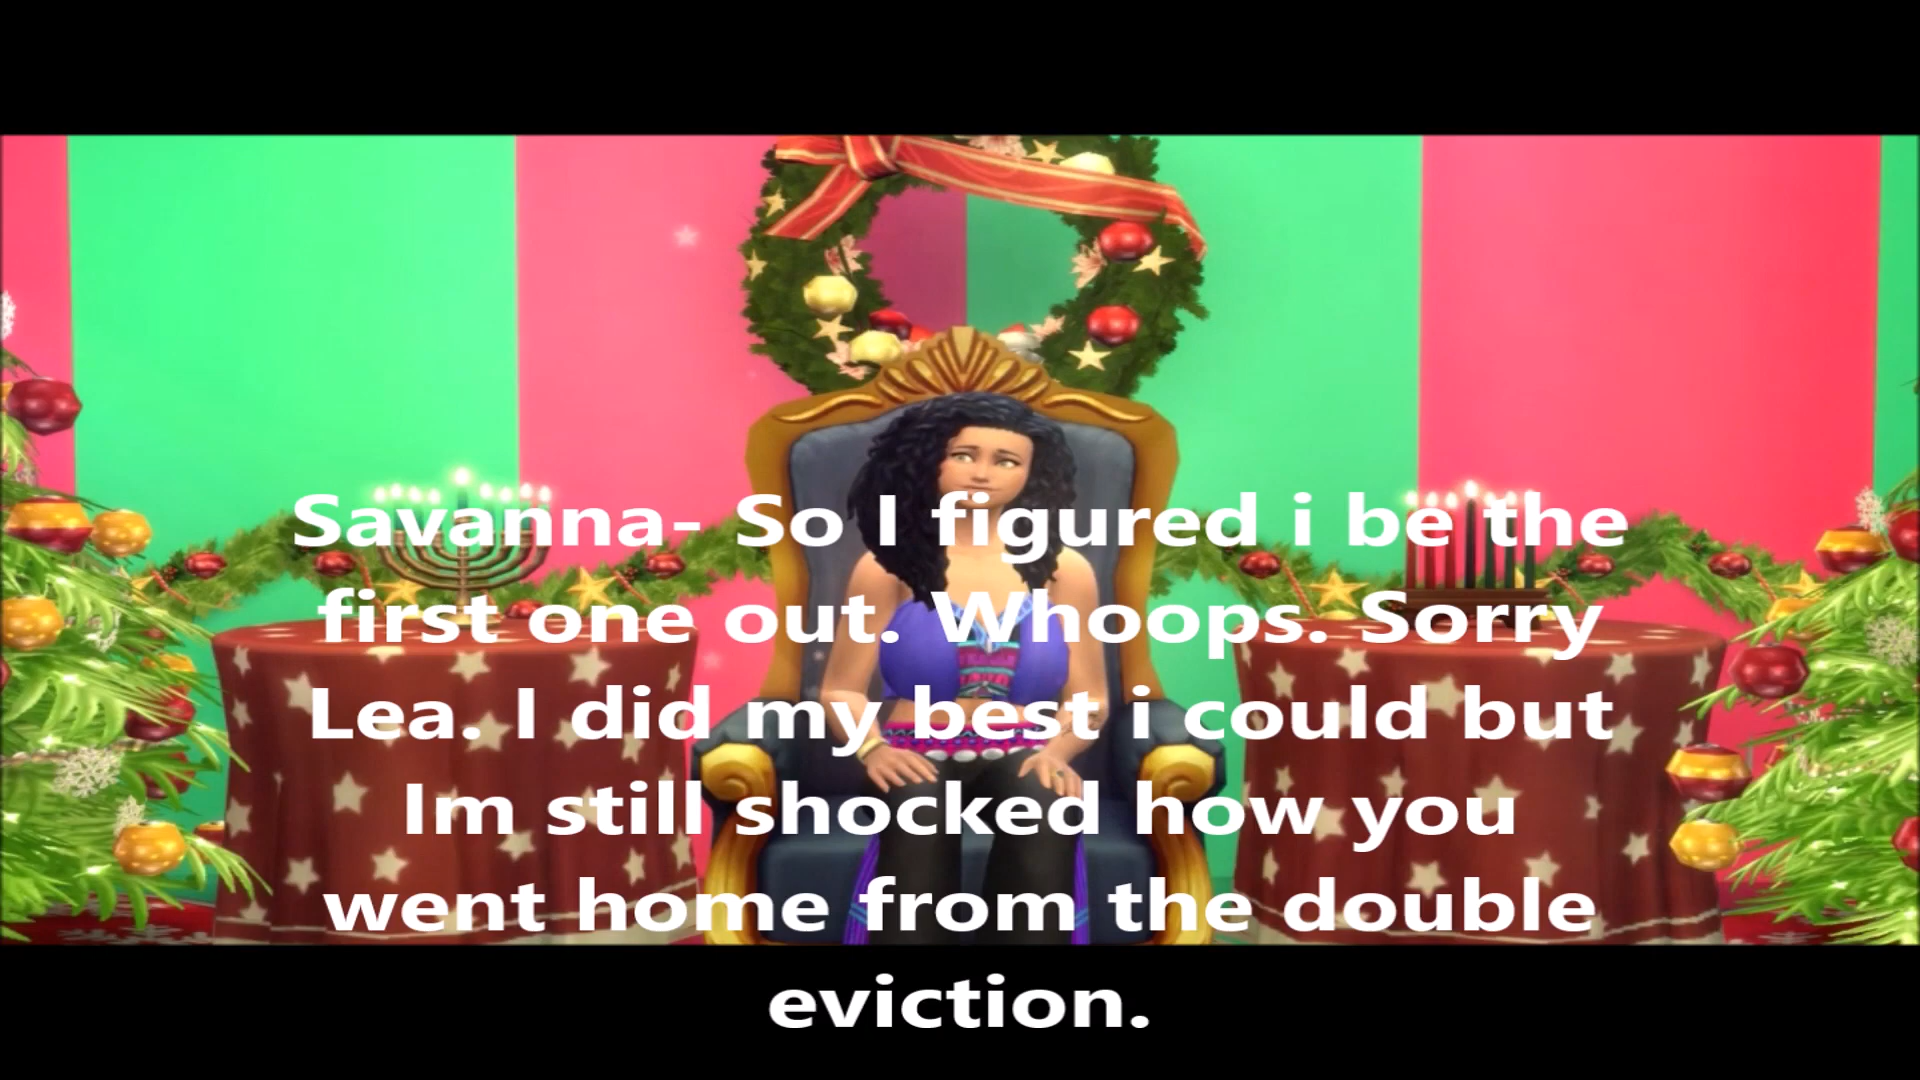 Savanna- So I figured i be the
first one out. Whoops. Sorry
Lea. I did my best i could but
Im still shocked how you
went home from the double
eviction.